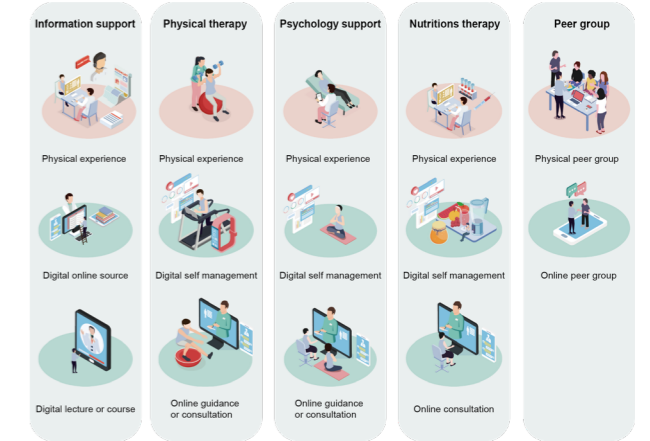 Information support
Physical therapy
Psychology support
Nutritions therapy
Peer group
Physical experience
Physical experience
Physical experience
Physical experience
Physical peer group
Digital online source
Digital self management
Digital self management
Digital self management
Online peer group
Digital lecture or course
Online guidance
or consultation
Online guidance
or consultation
Online consultation